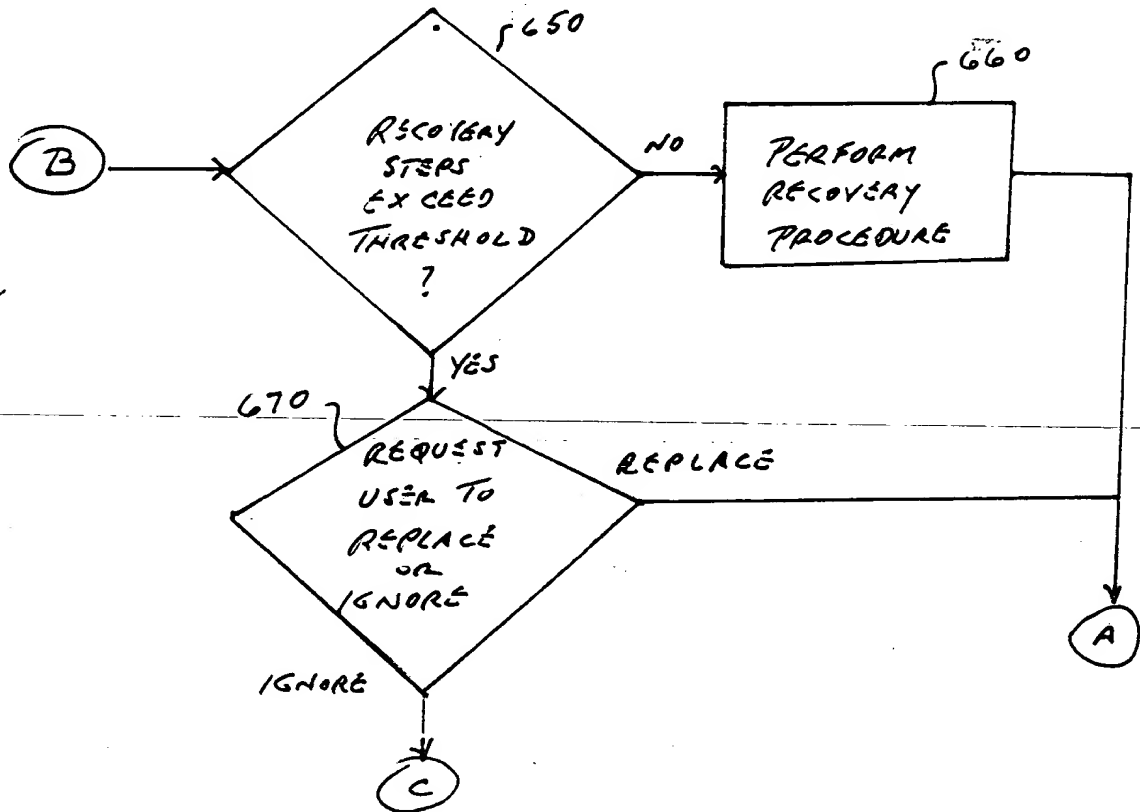 650
660
B
RECOVERY
STEPS
EXCEED
THRESHOLD
?
NO
PERFORM
RECOVERY
PROCEDURE
YES
670
REQUEST
USER TO
REPLACE
OR
IGNORE
REPLACE
A
IGNORE
C